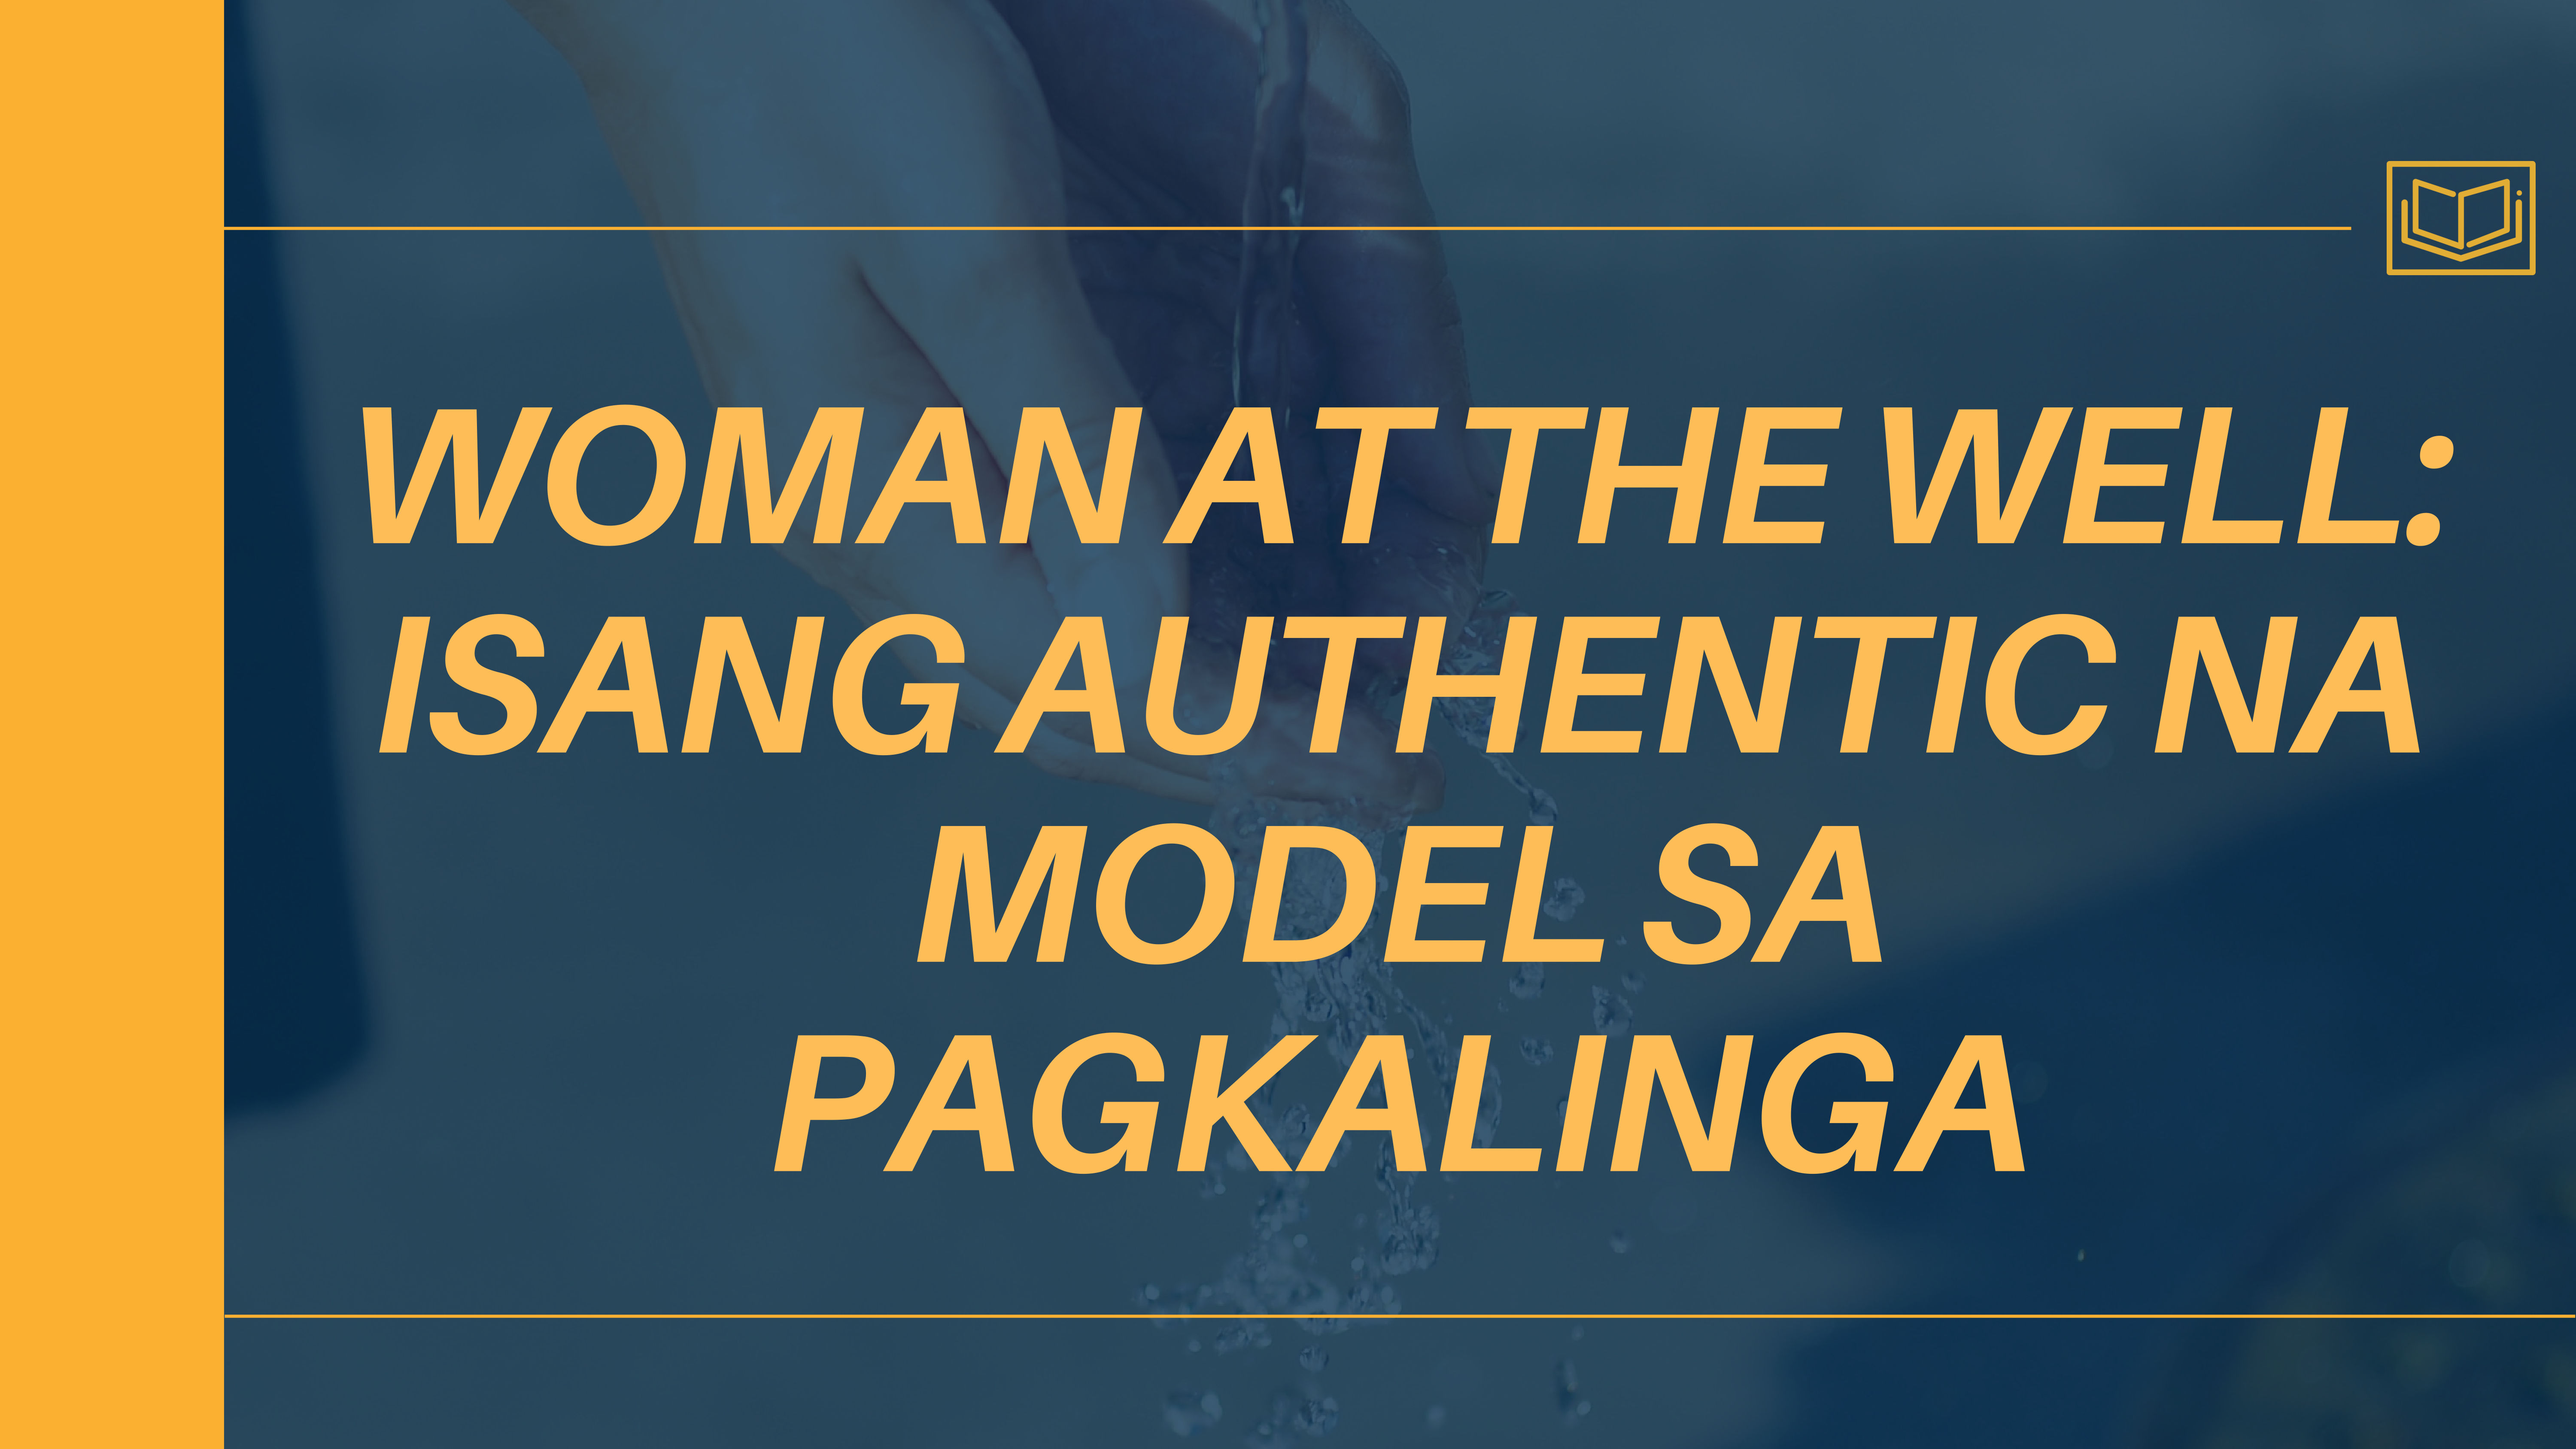 WOMAN AT THE WELL:
ISANG AUTHENTIC NA
MODEL SA
PAGKALINGA